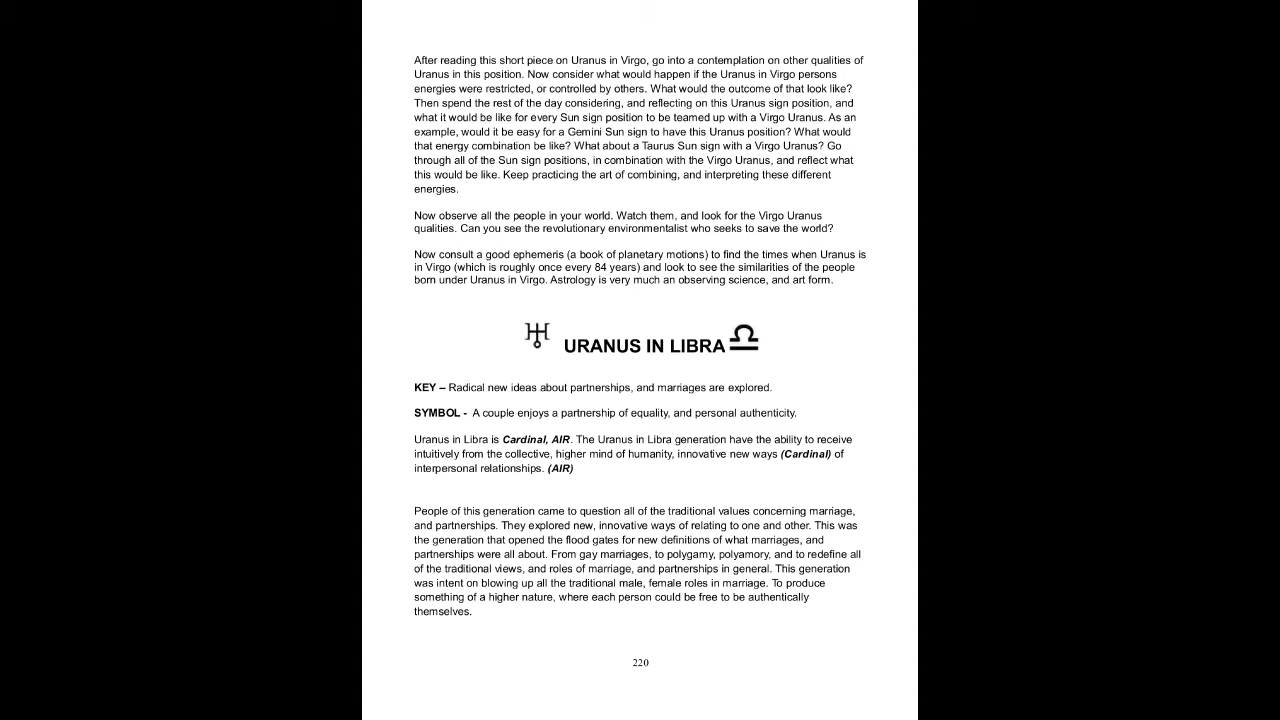 After reading this short piece on Uranus in Virgo, go into a contemplation on other qualities of
Uranus in this position. Now consider what would happen if the Uranus in Virgo persons
energies were restricted, or controlled by others. What would the outcome of that look like?
Then spend the rest of the day considering, and reflecting on this Uranus sign position, and
what it would be like for every Sun sign position to be teamed up with a Virgo Uranus. As an
example, would it be easy for a Gemini Sun sign to have this Uranus position? What would
that energy combination be like? What about a Taurus Sun sign with a Virgo Uranus? Go
through all of the Sun sign positions, in combination with the Virgo Uranus, and reflect what
this would be like. Keep practicing the art of combining, and interpreting these different
energies.
Now observe all the people in your world. Watch them, and look for the Virgo Uranus
qualities. Can you see the revolutionary environmentalist who seeks to save the world?
Now consult a good ephemeris (a book of planetary motions) to find the times when Uranus is
in Virgo (which is roughly once every 84 years) and look to see the similarities of the people
born under Uranus in Virgo. Astrology is very much an observing science, and art form.
♅ URANUS IN LIBRA ♎
KEY – Radical new ideas about partnerships, and marriages are explored.
SYMBOL - A couple enjoys a partnership of equality, and personal authenticity.
Uranus in Libra is Cardinal, AIR. The Uranus in Libra generation have the ability to receive
intuitively from the collective, higher mind of humanity, innovative new ways (Cardinal) of
interpersonal relationships. (AIR)
People of this generation came to question all of the traditional values concerning marriage,
and partnerships. They explored new, innovative ways of relating to one and other. This was
the generation that opened the flood gates for new definitions of what marriages, and
partnerships were all about. From gay marriages, to polygamy, polyamory, and to redefine all
of the traditional views, and roles of marriage, and partnerships in general. This generation
was intent on blowing up all the traditional male, female roles in marriage. To produce
something of a higher nature, where each person could be free to be authentically
themselves.
220